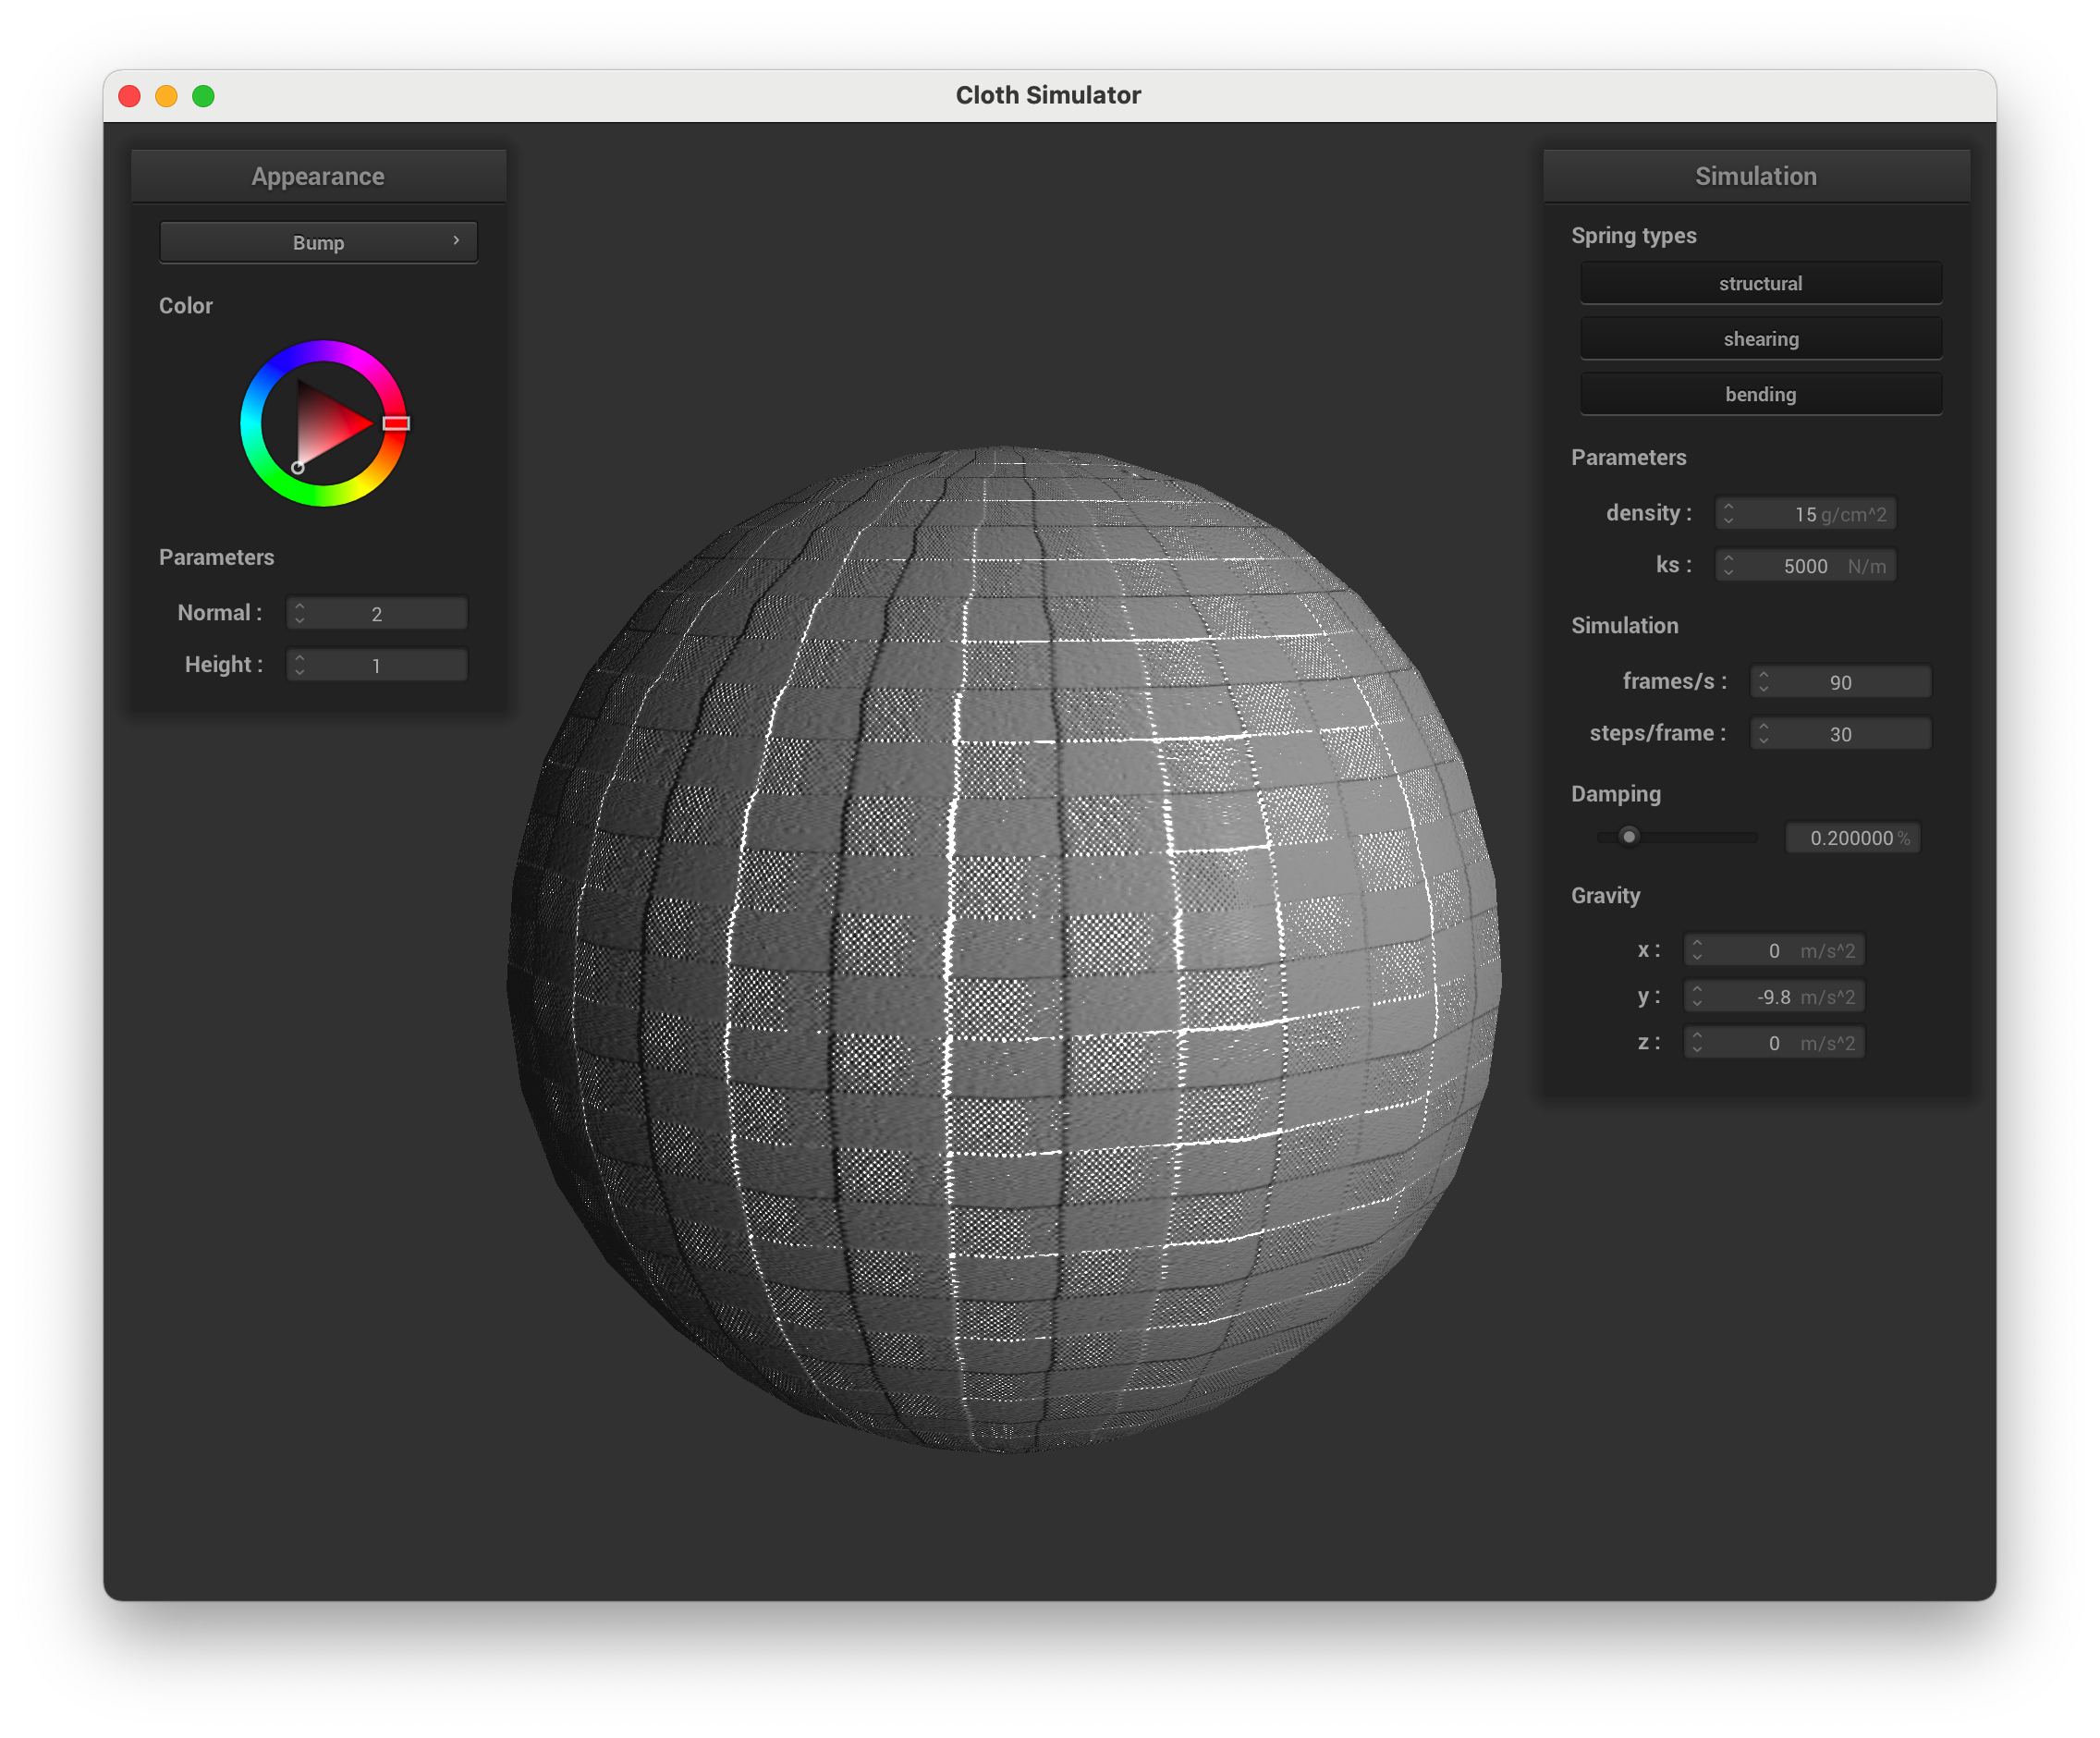 Cloth Simulator
Appearance
Bump
Color
Parameters
Normal : 2
Height : 1
Simulation
Spring types
structural
shearing
bending
Parameters
density : 15 g/cm^2
ks : 5000 N/m
Simulation
frames/s : 90
steps/frame : 30
Damping
0.200000 %
Gravity
x : 0 m/s^2
y : -9.8 m/s^2
z : 0 m/s^2